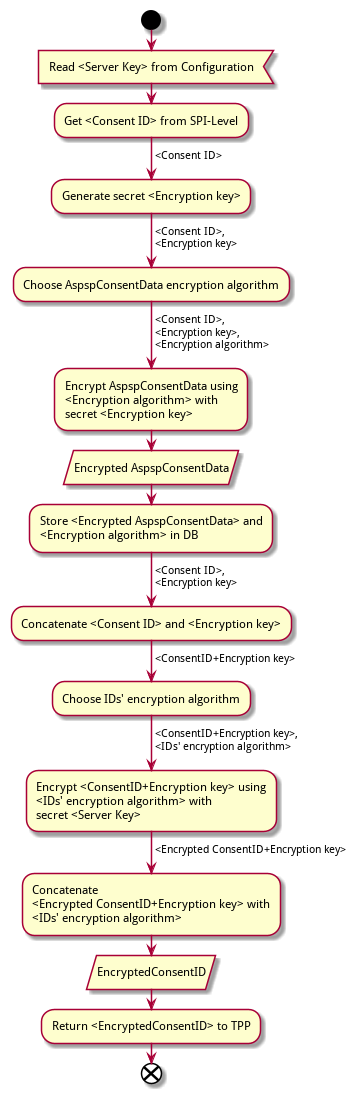 Read <Server Key> from Configuration
Get <Consent ID> from SPI-Level
<Consent ID>
Generate secret <Encryption key>
<Consent ID>,
<Encryption key>
Choose AspspConsentData encryption algorithm
<Consent ID>,
<Encryption key>,
<Encryption algorithm>
Encrypt AspspConsentData using
<Encryption algorithm> with
secret <Encryption key>
Encrypted AspspConsentData
Store <Encrypted AspspConsentData> and
<Encryption algorithm> in DB
<Consent ID>,
<Encryption key>
Concatenate <Consent ID> and <Encryption key>
<ConsentID+Encryption key>
Choose IDs' encryption algorithm
<ConsentID+Encryption key>,
<IDs' encryption algorithm>
Encrypt <ConsentID+Encryption key> using
<IDs' encryption algorithm> with
secret <Server Key>
<Encrypted ConsentID+Encryption key>
Concatenate
<Encrypted ConsentID+Encryption key> with
<IDs' encryption algorithm>
EncryptedConsentID
Return <EncryptedConsentID> to TPP